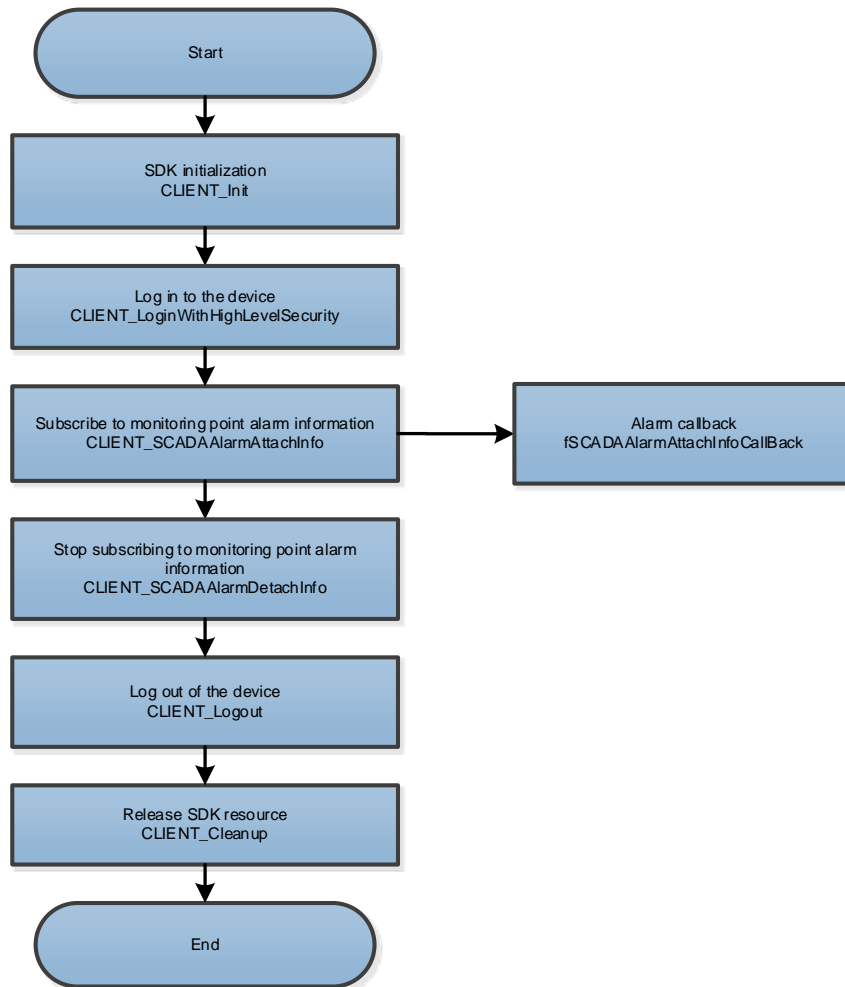 Start
SDK initialization
CLIENT_Init
Log in to the device
CLIENT_LoginWithHighLevelSecurity
Subscribe to monitoring point alarm information
CLIENT_SCADAAlarmAttachInfo
Alarm callback
fSCADAAlarmAttachInfoCallBack
Stop subscribing to monitoring point alarm
information
CLIENT_SCADAAlarmDetachInfo
Log out of the device
CLIENT_Logout
Release SDK resource
CLIENT_Cleanup
End